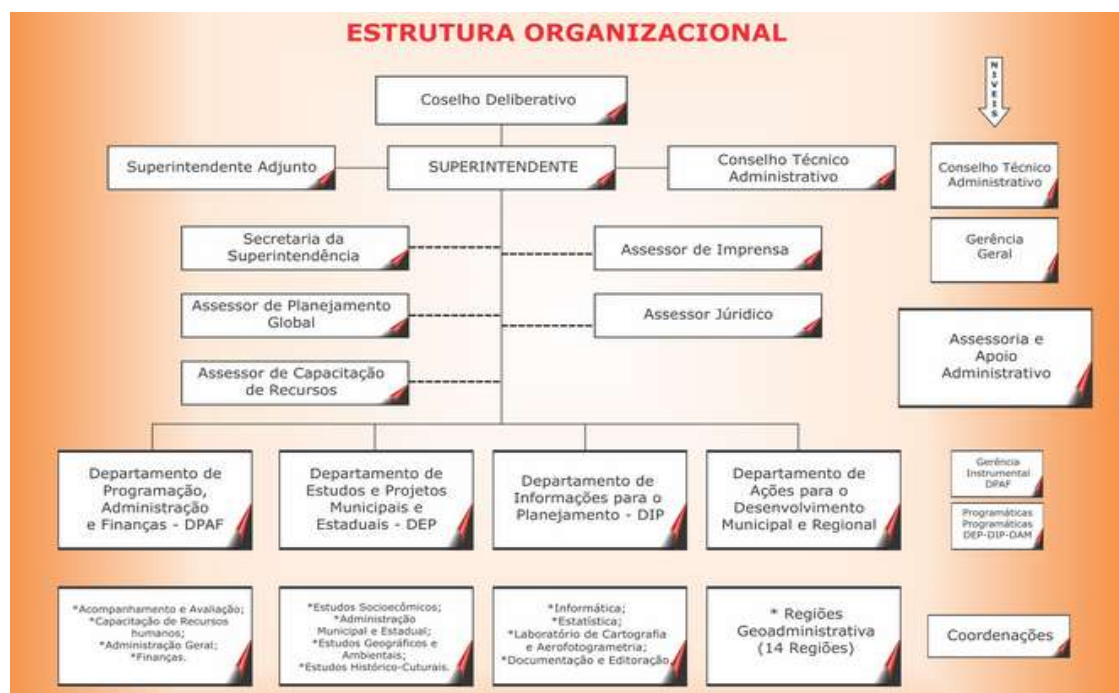 ESTRUTURA ORGANIZACIONAL
NIVEIS
Coselho Deliberativo
Superintendente Adjunto
SUPERINTENDENTE
Conselho Técnico
Administrativo
Conselho Técnico
Administrativo
Secretaria da
Superintendência
Assessor de Imprensa
Gerência
Geral
Assessor de Planejamento
Global
Assessor Júridico
Assessoria e
Apoio
Administrativo
Assessor de Capacitação
de Recursos
Departamento de
Programação,
Administração
e Finanças - DPAF
Departamento de
Estudos e Projetos
Municipais e
Estaduais - DEP
Departamento de
Informações para o
Planejamento - DIP
Departamento de
Ações para o
Desenvolvimento
Municipal e Regional
Gerência
Instrumental
DPAF
Programáticas
Programáticas
DEP-DIP-DAM
*Acompanhamento e Avaliação;
*Capacitação de Recursos
humanos;
*Administração Geral;
*Finanças.
*Estudos Socioecômicos;
*Administração
Municipal e Estadual;
*Estudos Geográficos e
Ambientais;
*Estudos Histórico-Cuturais.
*Informática;
*Estatística;
*Laboratório de Cartografia
e Aerofotogrametria;
*Documentação e Editoração.
* Regiões
Geoadministrativa
(14 Regiões)
Coordenações